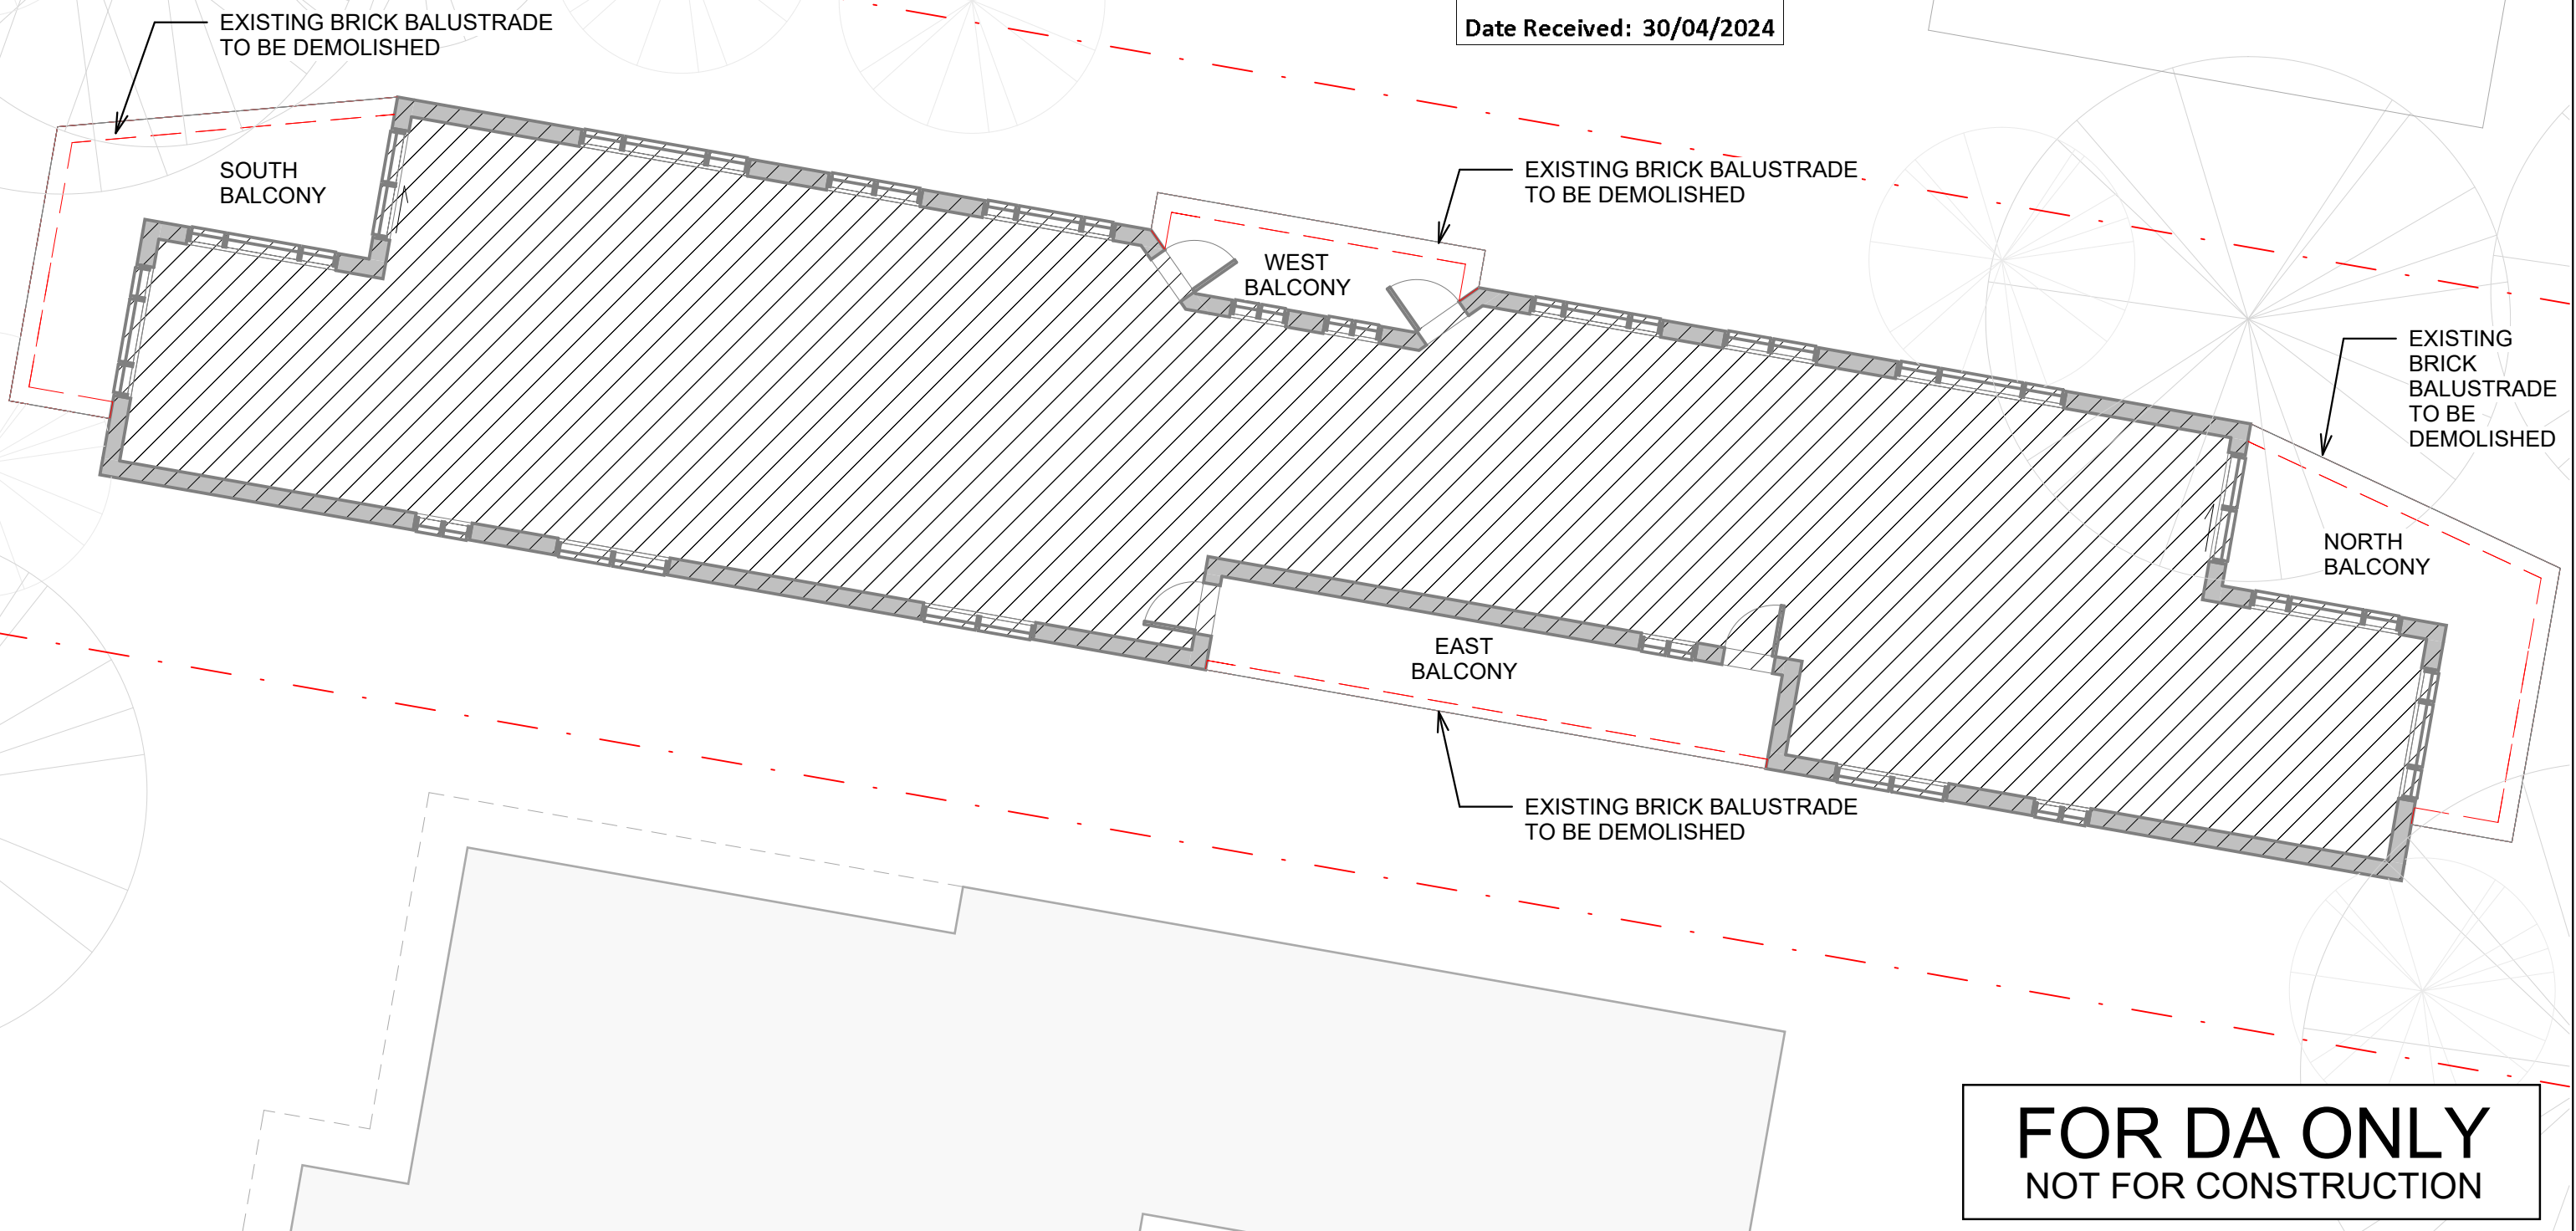 EXISTING BRICK BALUSTRADE
TO BE DEMOLISHED
Date Received: 30/04/2024
SOUTH
BALCONY
EXISTING BRICK BALUSTRADE
TO BE DEMOLISHED
WEST
BALCONY
EXISTING
BRICK
BALUSTRADE
TO BE
DEMOLISHED
NORTH
BALCONY
EAST
BALCONY
EXISTING BRICK BALUSTRADE
TO BE DEMOLISHED
FOR DA ONLY
NOT FOR CONSTRUCTION